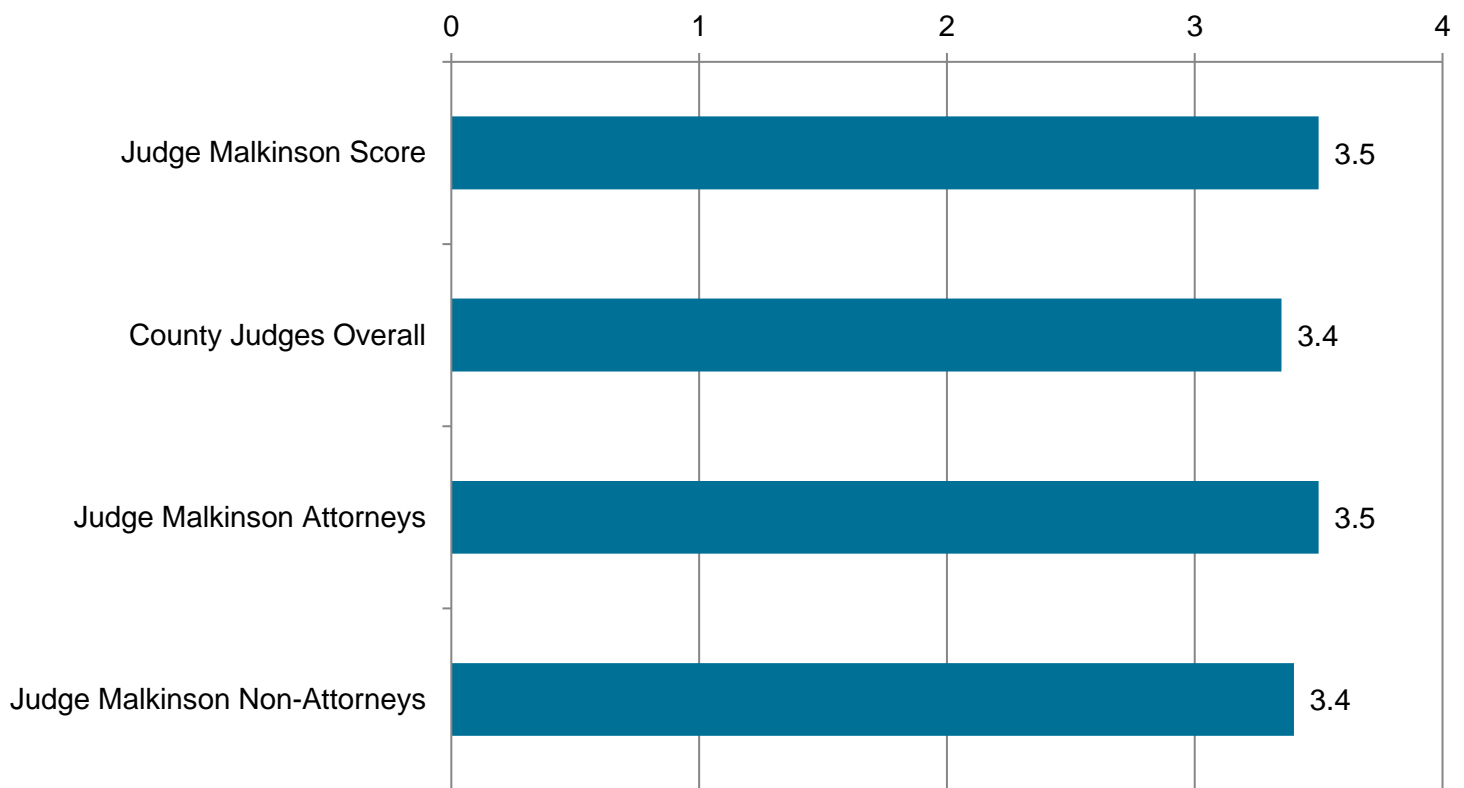 0 1 2 3 4
Judge Malkinson Score 3.5
County Judges Overall 3.4
Judge Malkinson Attorneys 3.5
Judge Malkinson Non-Attorneys 3.4